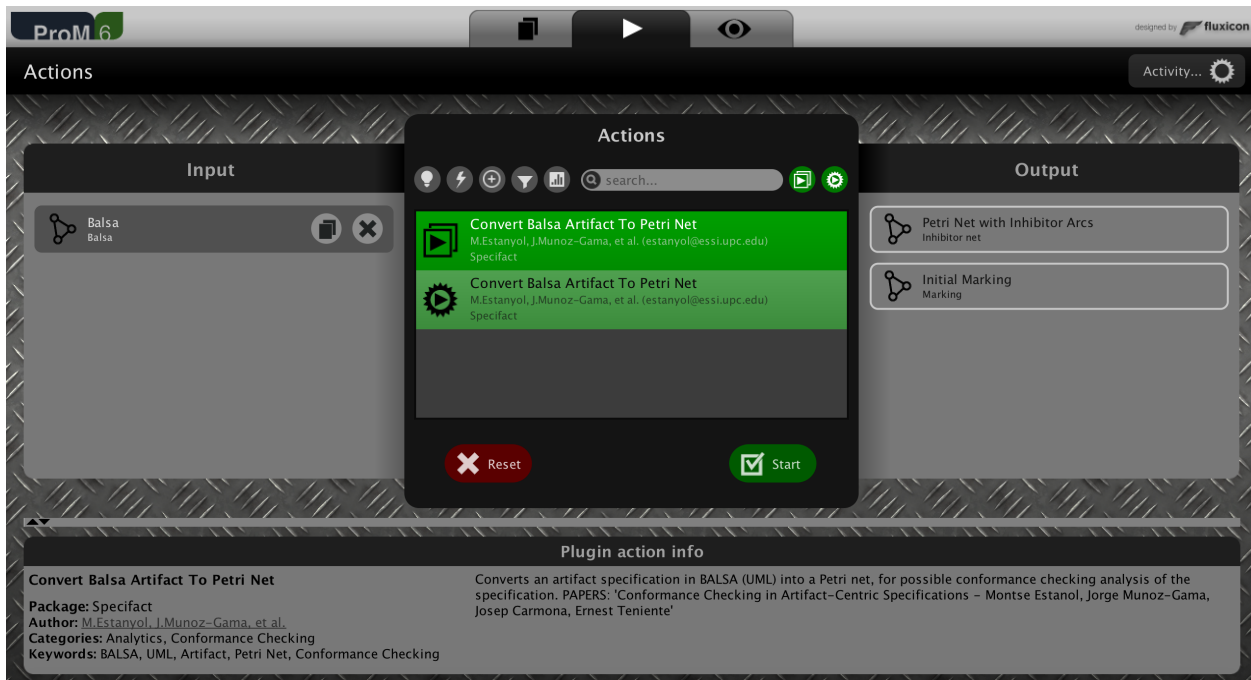 ProM 6
designed by fluxicon
Actions
Activity...
Input
Balsa
Balsa
Actions
search...
Convert Balsa Artifact To Petri Net
M.Estanyol, J.Munoz-Gama, et al. (estanyol@essi.upc.edu)
Specifact
Convert Balsa Artifact To Petri Net
M.Estanyol, J.Munoz-Gama, et al. (estanyol@essi.upc.edu)
Specifact
Reset
Start
Output
Petri Net with Inhibitor Arcs
Inhibitor net
Initial Marking
Marking
Plugin action info
Convert Balsa Artifact To Petri Net
Package: Specifact
Author: M.Estanyol, J.Munoz-Gama, et al.
Categories: Analytics, Conformance Checking
Keywords: BALSA, UML, Artifact, Petri Net, Conformance Checking
Converts an artifact specification in BALSA (UML) into a Petri net, for possible conformance checking analysis of the
specification. PAPERS: 'Conformance Checking in Artifact-Centric Specifications - Montse Estanol, Jorge Munoz-Gama,
Josep Carmona, Ernest Teniente'